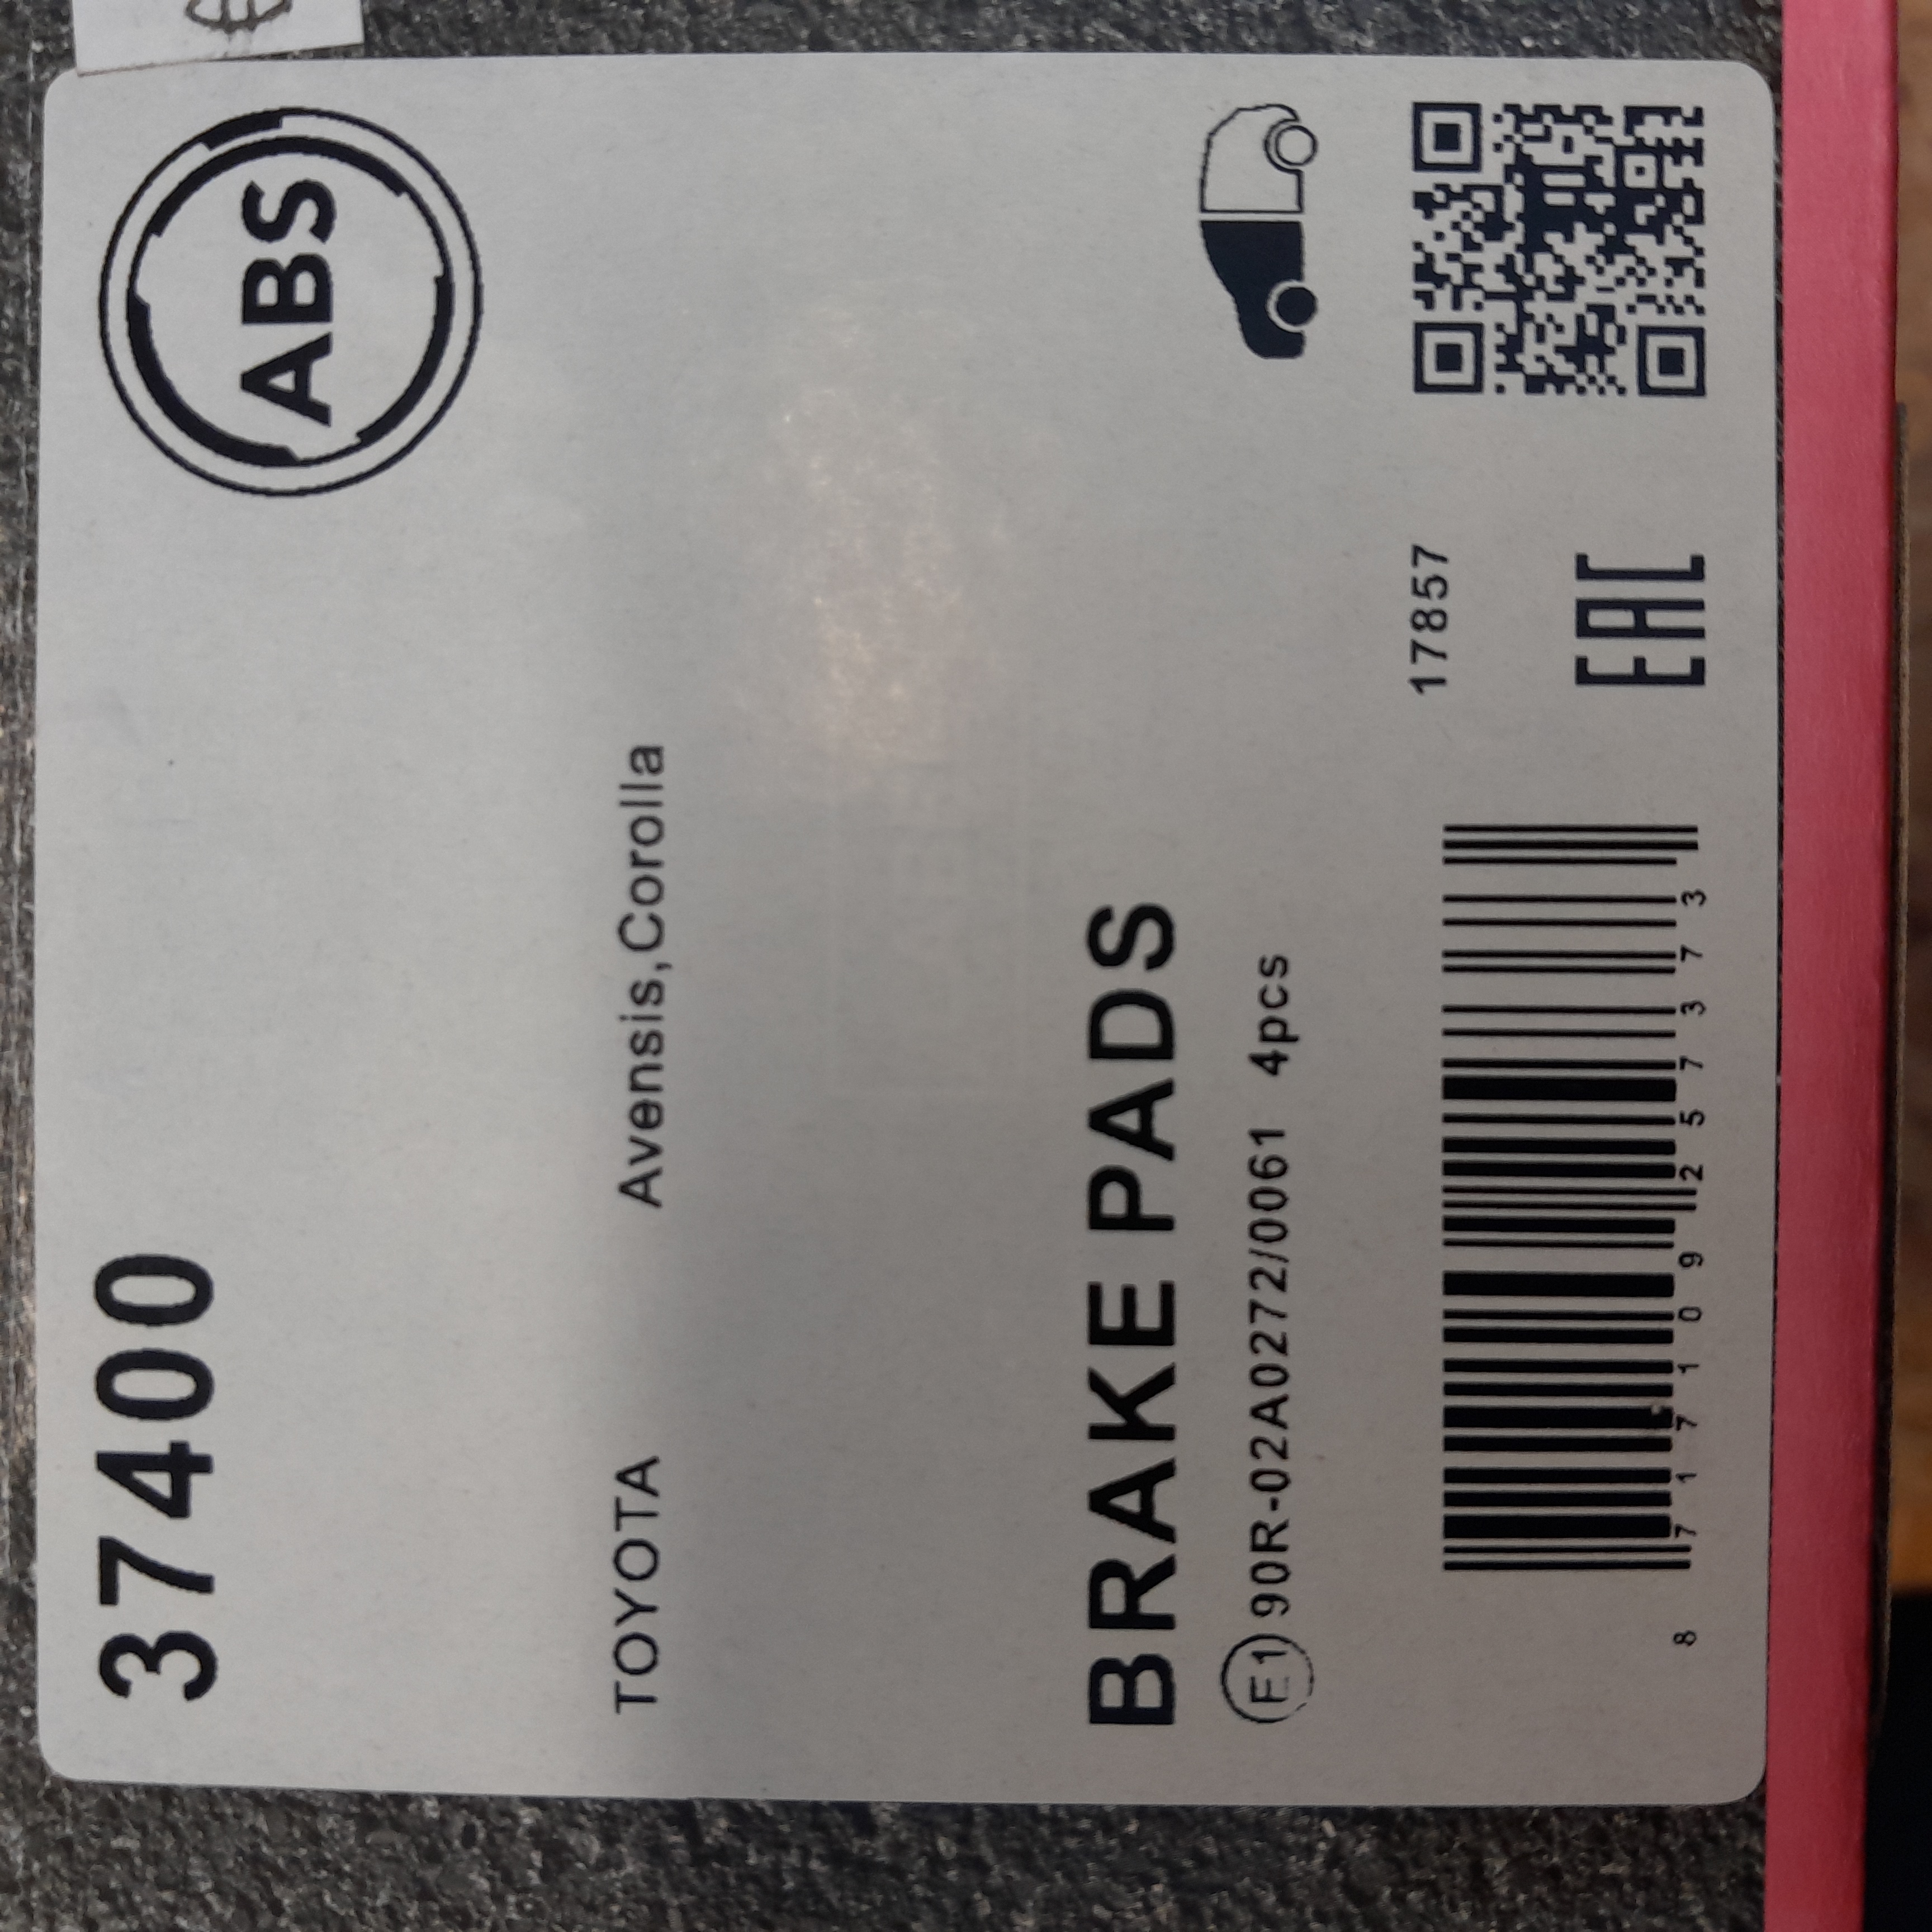 37400
ABS
TOYOTA Avensis,Corolla
BRAKE PADS
E1 90R-02A0272/0061 4pcs
17857
EAC
8 717109 257373